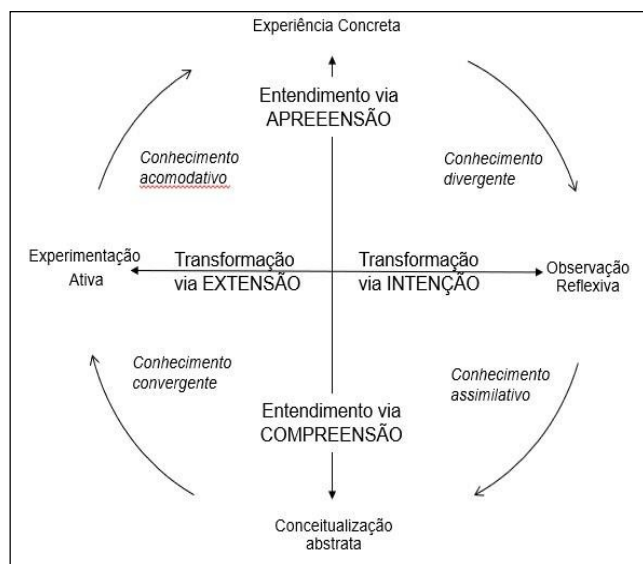 Experiência Concreta
Entendimento via
APREEENSÃO
Conhecimento
acomodativo
Conhecimento
divergente
Experimentação
Ativa
Transformação
via EXTENSÃO
Transformação
via INTENÇÃO
Observação
Reflexiva
Conhecimento
convergente
Conhecimento
assimilativo
Entendimento via
COMPREENSÃO
Conceitualização
abstrata